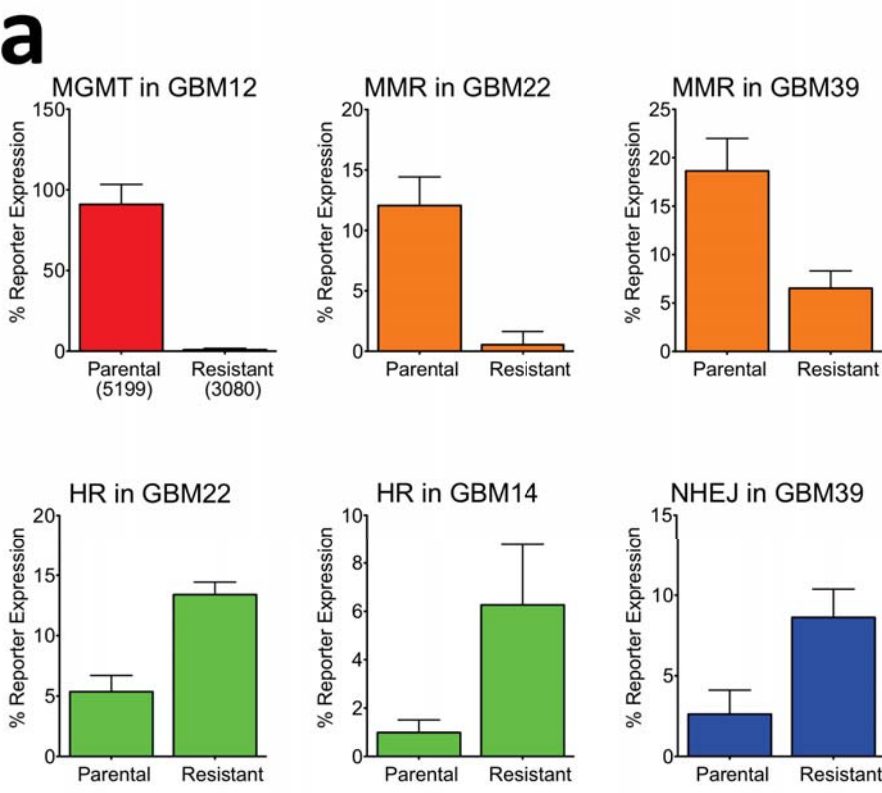 a
MGMT in GBM12
% Reporter Expression
150
100
50
0
Parental
(5199)
Resistant
(3080)
MMR in GBM22
% Reporter Expression
20
15
10
5
0
Parental
Resistant
MMR in GBM39
% Reporter Expression
25
20
15
10
5
0
Parental
Resistant
HR in GBM22
% Reporter Expression
20
15
10
5
0
Parental
Resistant
HR in GBM14
% Reporter Expression
10
8
6
4
2
0
Parental
Resistant
NHEJ in GBM39
% Reporter Expression
15
10
5
0
Parental
Resistant